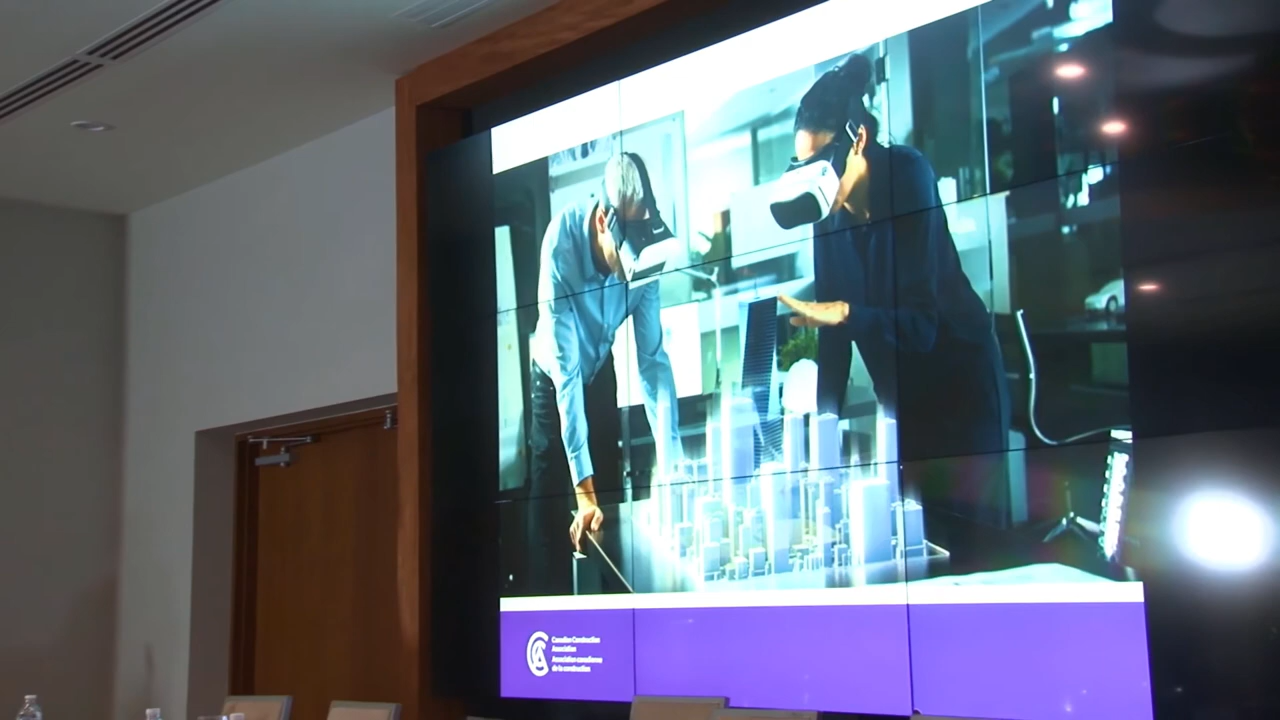 Canadian Construction
Association
Association canadienne
de la construction